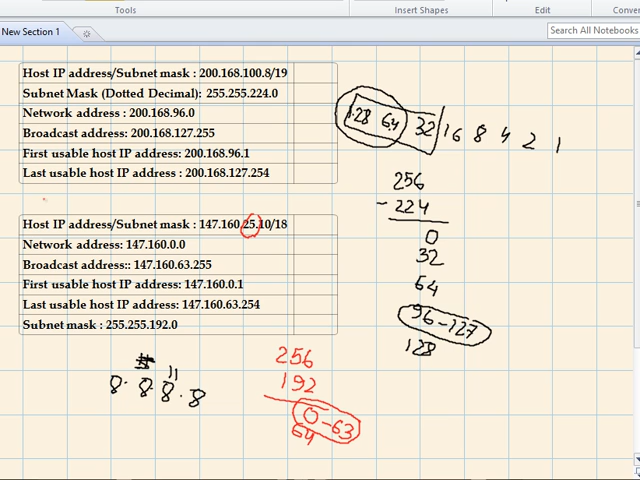 Tools
Insert Shapes
Edit
Conver
New Section 1
Search All Notebooks
Host IP address/Subnet mask : 200.168.100.8/19
Subnet Mask (Dotted Decimal): 255.255.224.0
Network address : 200.168.96.0
Broadcast address: 200.168.127.255
First usable host IP address: 200.168.96.1
Last usable host IP address: 200.168.127.254
128 64 32 16 8 4 2 1
256
- 224
0
32
64
96-127
128
Host IP address/Subnet mask : 147.160.25.10/18
Network address: 147.160.0.0
Broadcast address:: 147.160.63.255
First usable host IP address: 147.160.0.1
Last usable host IP address: 147.160.63.254
Subnet mask : 255.255.192.0
11
8. 8. 8. 8
256
192
0-63
64